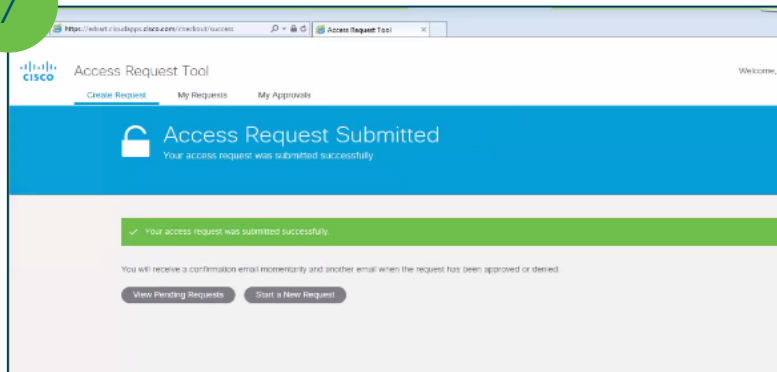 7
https://edsart.cloudapps.cisco.com/checkout/success
Access Request Tool
cisco
Access Request Tool
Welcome,
Create Request
My Requests
My Approvals
Access Request Submitted
Your access request was submitted successfully
Your access request was submitted successfully.
You will receive a confirmation email momentarily and another email when the request has been approved or denied.
View Pending Requests
Start a New Request